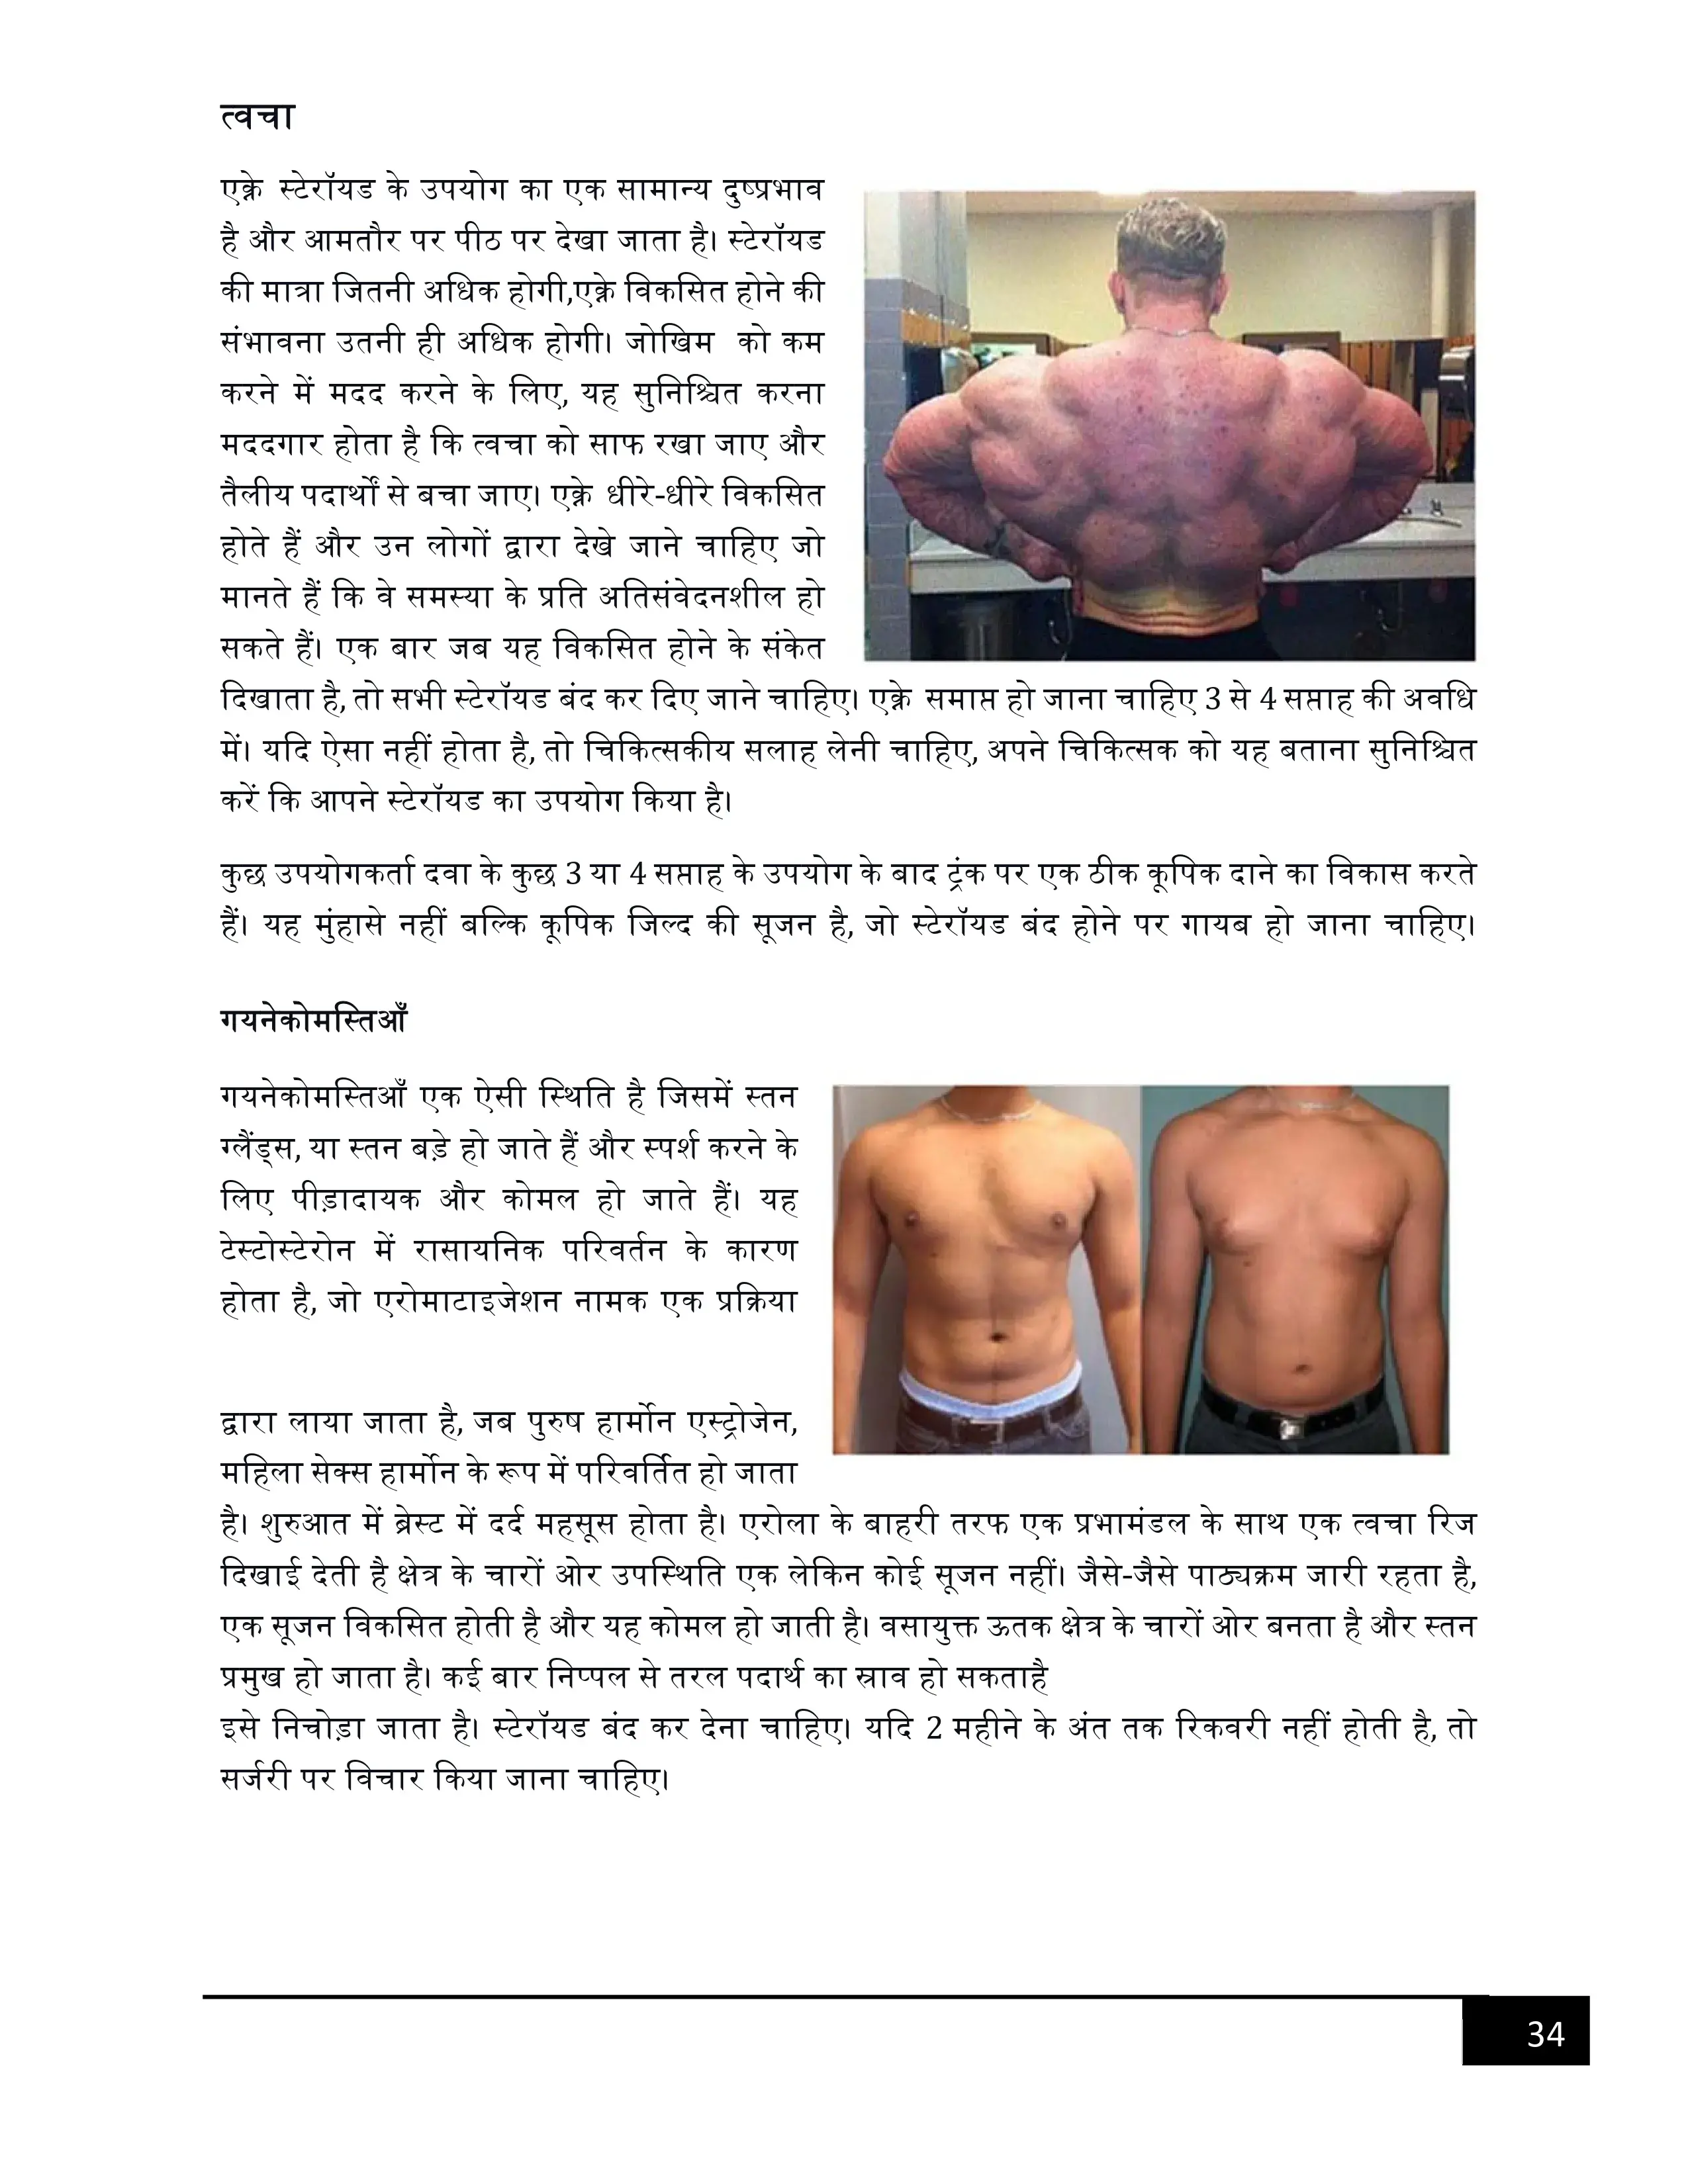 त्वचा
एक्ने स्टेरॉयड के उपयोग का एक सामान्य दुष्प्रभाव
है और आमतौर पर पीठ पर देखा जाता है। स्टेरॉयड
की मात्रा जितनी अधिक होगी,एक्ने विकसित होने की
संभावना उतनी ही अधिक होगी। जोखिम को कम
करने में मदद करने के लिए, यह सुनिश्चित करना
मददगार होता है कि त्वचा को साफ रखा जाए और
तैलीय पदार्थों से बचा जाए। एक्ने धीरे-धीरे विकसित
होते हैं और उन लोगों द्वारा देखे जाने चाहिए जो
मानते हैं कि वे समस्या के प्रति अतिसंवेदनशील हो
सकते हैं। एक बार जब यह विकसित होने के संकेत
दिखाता है, तो सभी स्टेरॉयड बंद कर दिए जाने चाहिए। एक्ने समाप्त हो जाना चाहिए 3 से 4 सप्ताह की अवधि
में। यदि ऐसा नहीं होता है, तो चिकित्सकीय सलाह लेनी चाहिए, अपने चिकित्सक को यह बताना सुनिश्चित
करें कि आपने स्टेरॉयड का उपयोग किया है।
कुछ उपयोगकर्ता दवा के कुछ 3 या 4 सप्ताह के उपयोग के बाद ट्रंक पर एक ठीक कूपिक दाने का विकास करते
हैं। यह मुंहासे नहीं बल्कि कूपिक जिल्द की सूजन है, जो स्टेरॉयड बंद होने पर गायब हो जाना चाहिए।
गयनेकोमस्तिआँ
गयनेकोमस्तिआँ एक ऐसी स्थिति है जिसमें स्तन
ग्लैंड्स, या स्तन बड़े हो जाते हैं और स्पर्श करने के
लिए पीड़ादायक और कोमल हो जाते हैं। यह
टेस्टोस्टेरोन में रासायनिक परिवर्तन के कारण
होता है, जो एरोमाटाइजेशन नामक एक प्रक्रिया
द्वारा लाया जाता है, जब पुरुष हार्मोन एस्ट्रोजेन,
महिला सेक्स हार्मोन के रूप में परिवर्तित हो जाता
है। शुरुआत में ब्रेस्ट में दर्द महसूस होता है। एरोला के बाहरी तरफ एक प्रभामंडल के साथ एक त्वचा रिज
दिखाई देती है क्षेत्र के चारों ओर उपस्थिति एक लेकिन कोई सूजन नहीं। जैसे-जैसे पाठ्यक्रम जारी रहता है,
एक सूजन विकसित होती है और यह कोमल हो जाती है। वसायुक्त ऊतक क्षेत्र के चारों ओर बनता है और स्तन
प्रमुख हो जाता है। कई बार निप्पल से तरल पदार्थ का स्राव हो सकताहै
इसे निचोड़ा जाता है। स्टेरॉयड बंद कर देना चाहिए। यदि 2 महीने के अंत तक रिकवरी नहीं होती है, तो
सर्जरी पर विचार किया जाना चाहिए।
34